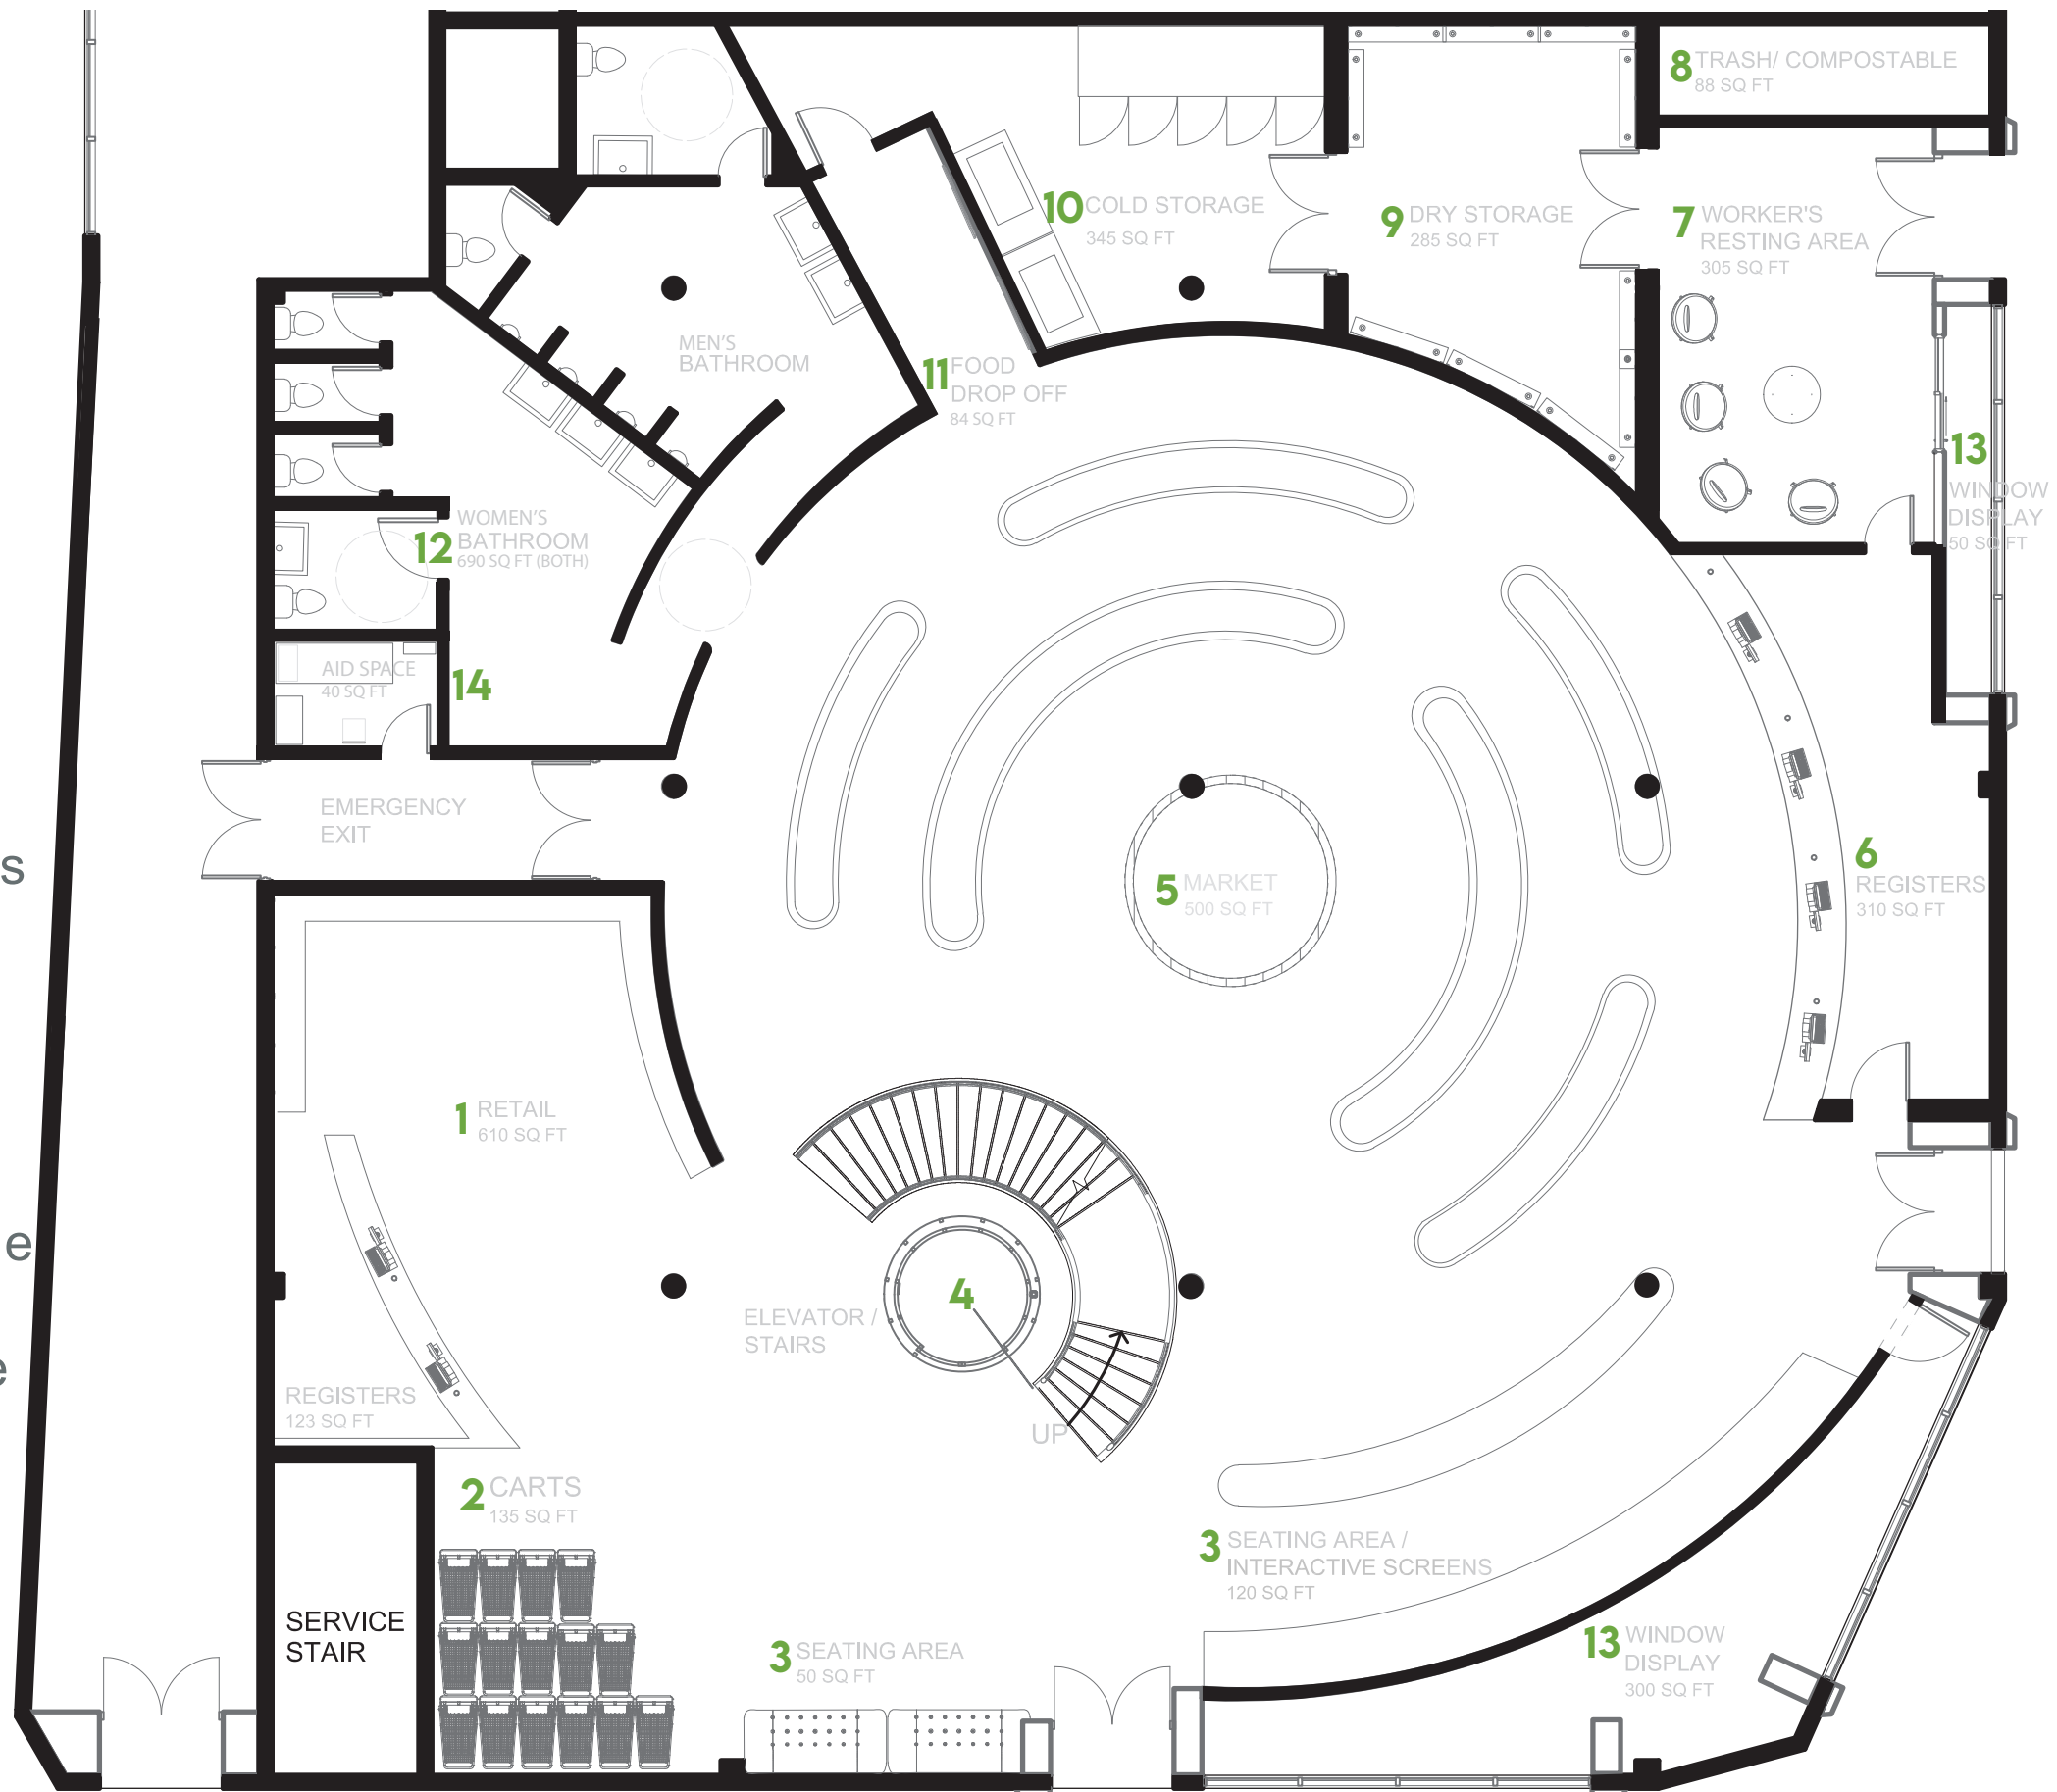 8 TRASH/ COMPOSTABLE
88 SQ FT
10 COLD STORAGE
345 SQ FT
9 DRY STORAGE
285 SQ FT
7 WORKER'S
RESTING AREA
305 SQ FT
MEN'S
BATHROOM
11 FOOD
DROP OFF
84 SQ FT
13
WINDOW
DISPLAY
50 SQ FT
WOMEN'S
12 BATHROOM
690 SQ FT (BOTH)
AID SPACE
40 SQ FT
14
EMERGENCY
EXIT
s
5 MARKET
500 SQ FT
6
REGISTERS
310 SQ FT
1 RETAIL
610 SQ FT
e
4
ELEVATOR /
STAIRS
e
REGISTERS
123 SQ FT
UP
2 CARTS
135 SQ FT
3 SEATING AREA /
INTERACTIVE SCREENS
120 SQ FT
SERVICE
STAIR
3 SEATING AREA
50 SQ FT
13 WINDOW
DISPLAY
300 SQ FT